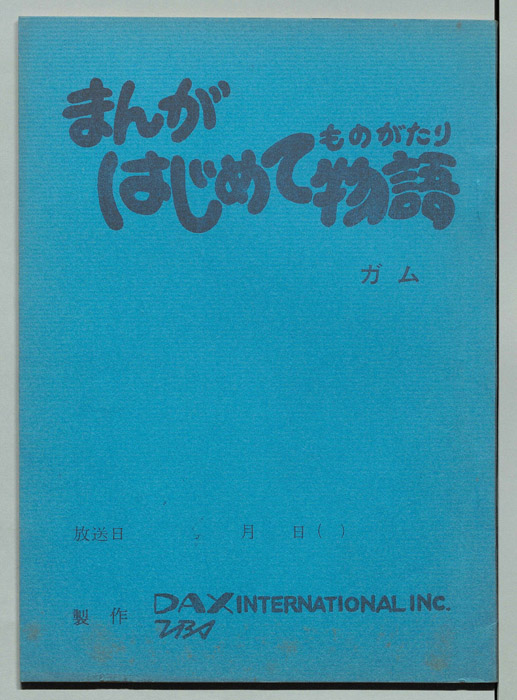 まんが
ものがたり
はじめて物語
ガム
放送日 月 日( )
製作 DAX INTERNATIONAL INC.
TBS